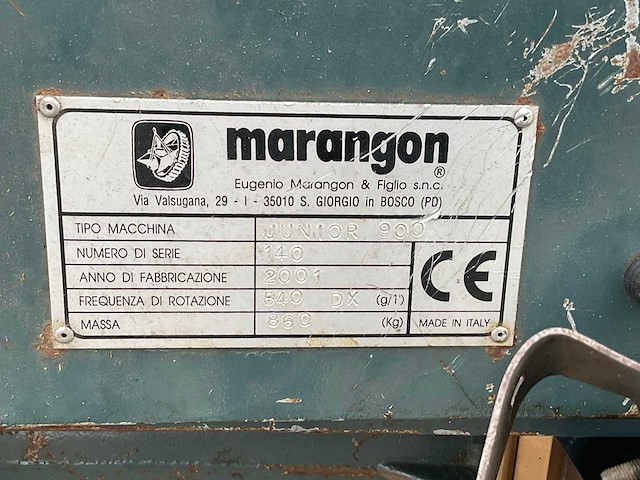 marangon
®
Eugenio Marangon & Figlio s.n.c.
Via Valsugana, 29 - I - 35010 S. GIORGIO in BOSCO (PD)
TIPO MACCHINA JUNIOR 900
NUMERO DI SERIE 140
ANNO DI FABBRICAZIONE 2001
FREQUENZA DI ROTAZIONE 540 DX (g/1')
MASSA 860 (Kg)
CE
MADE IN ITALY